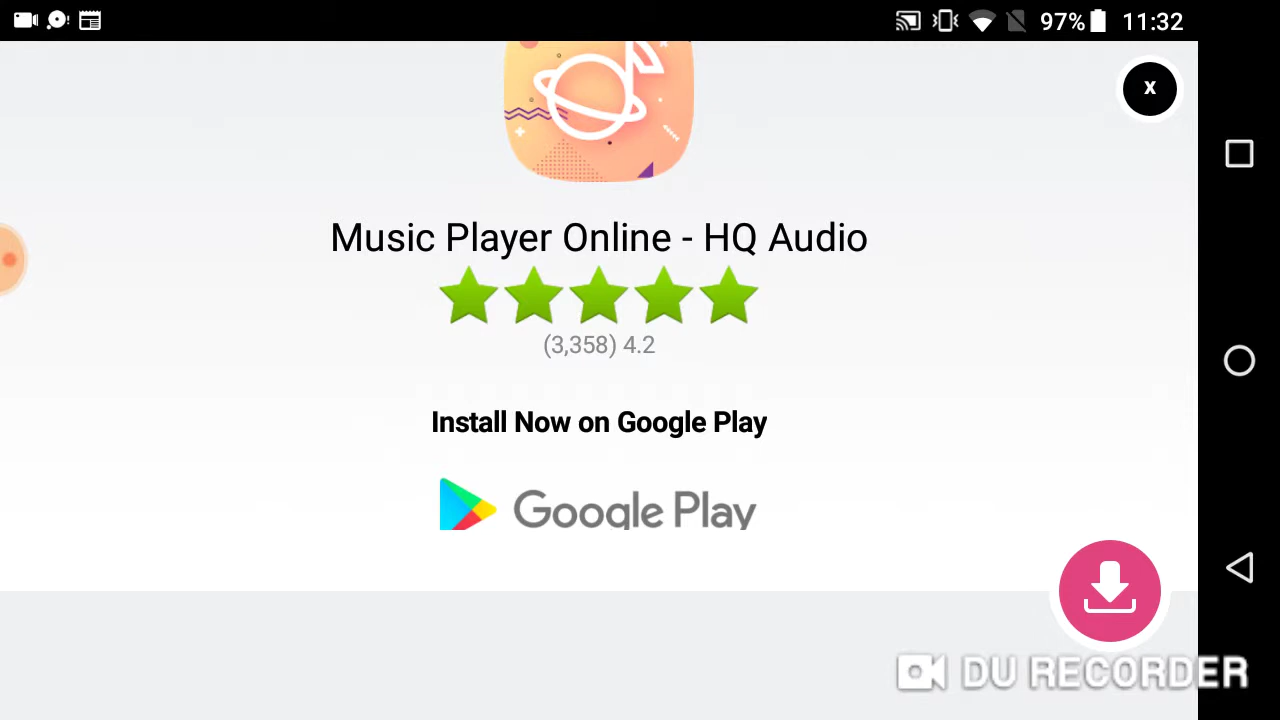 97% 11:32
x
Music Player Online - HQ Audio
(3,358) 4.2
Install Now on Google Play
Google Play
DU RECORDER